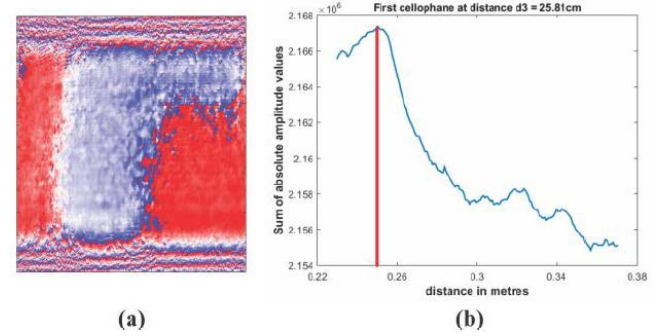 First cellophane at distance d3 = 25.81cm
×10⁶
2.168
2.166
2.164
2.162
2.16
2.158
2.156
2.154
Sum of absolute amplitude values
0.22
0.26
0.3
0.34
0.38
distance in metres
(a)
(b)